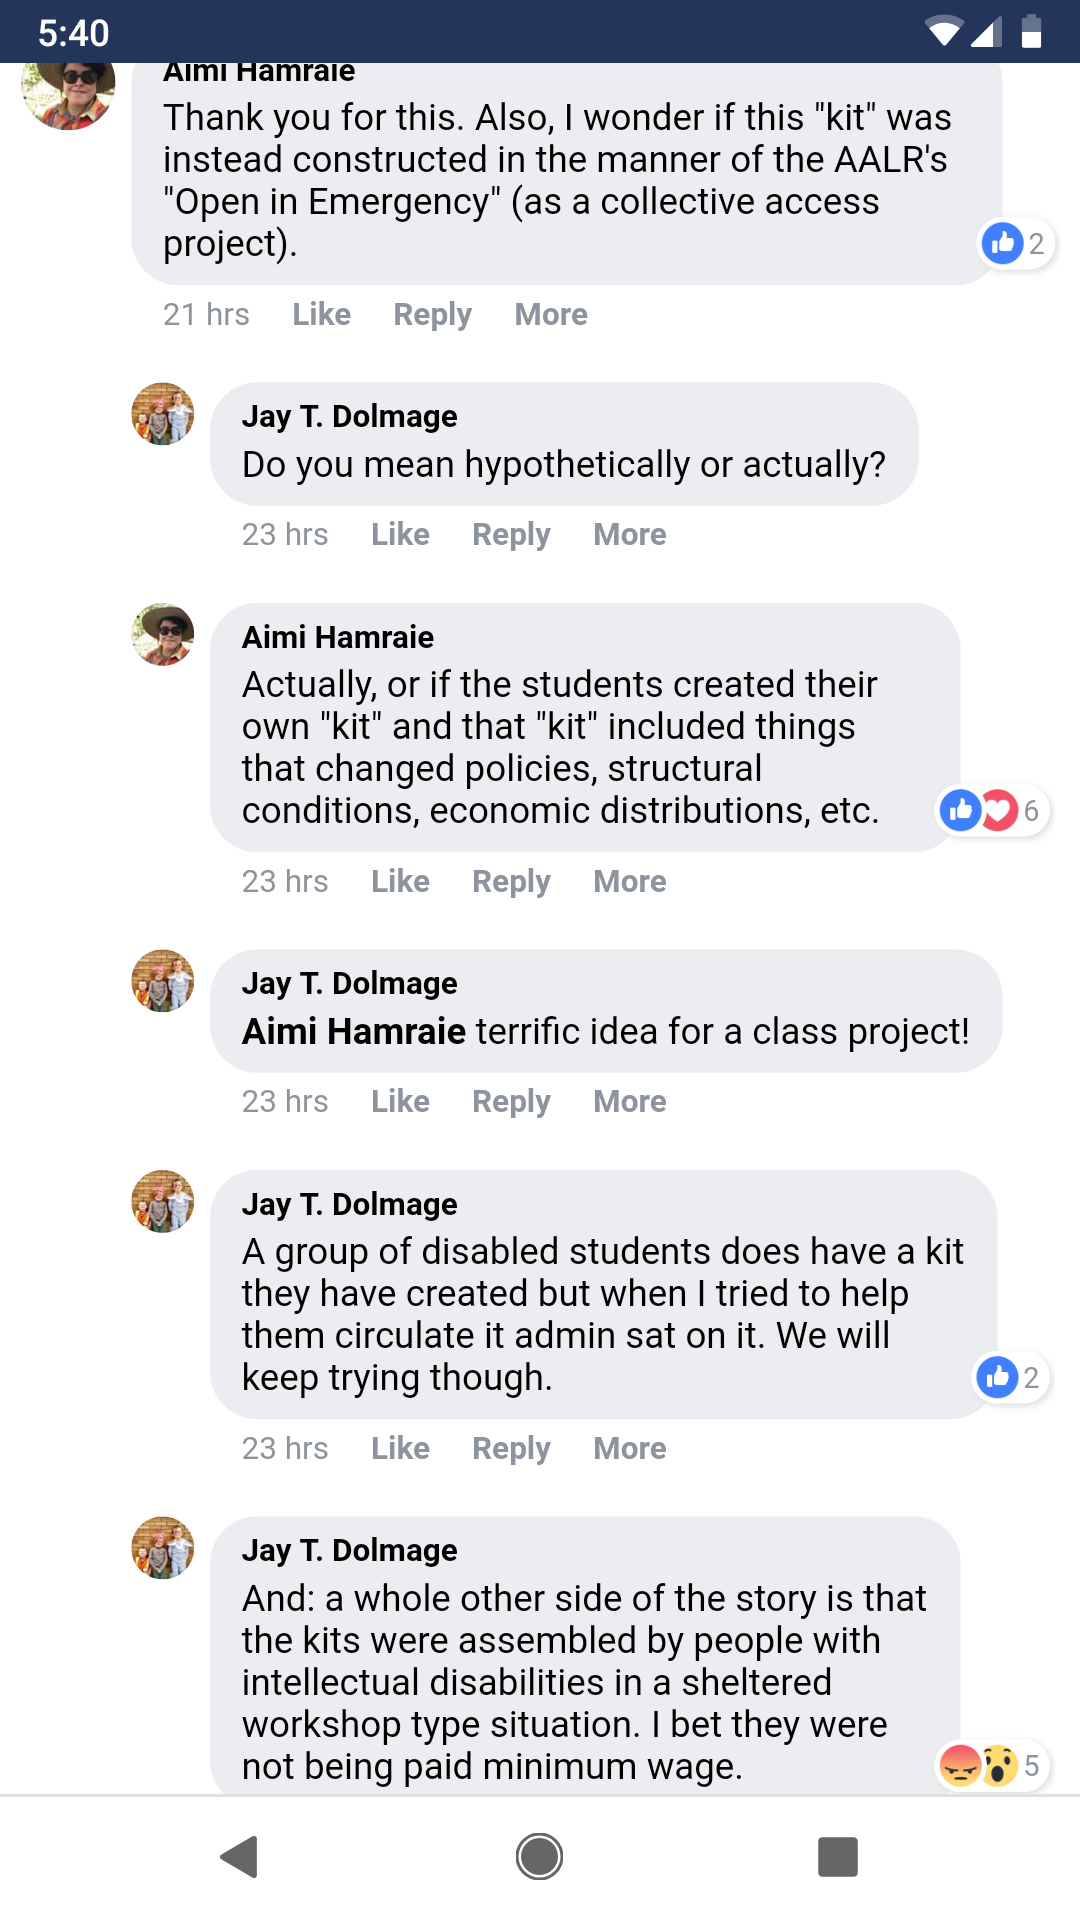 5:40
Aimi Hamraie
Thank you for this. Also, I wonder if this "kit" was
instead constructed in the manner of the AALR's
"Open in Emergency" (as a collective access
project).
2
21 hrs Like Reply More
Jay T. Dolmage
Do you mean hypothetically or actually?
23 hrs Like Reply More
Aimi Hamraie
Actually, or if the students created their
own "kit" and that "kit" included things
that changed policies, structural
conditions, economic distributions, etc.
6
23 hrs Like Reply More
Jay T. Dolmage
Aimi Hamraie terrific idea for a class project!
23 hrs Like Reply More
Jay T. Dolmage
A group of disabled students does have a kit
they have created but when I tried to help
them circulate it admin sat on it. We will
keep trying though.
2
23 hrs Like Reply More
Jay T. Dolmage
And: a whole other side of the story is that
the kits were assembled by people with
intellectual disabilities in a sheltered
workshop type situation. I bet they were
not being paid minimum wage.
5